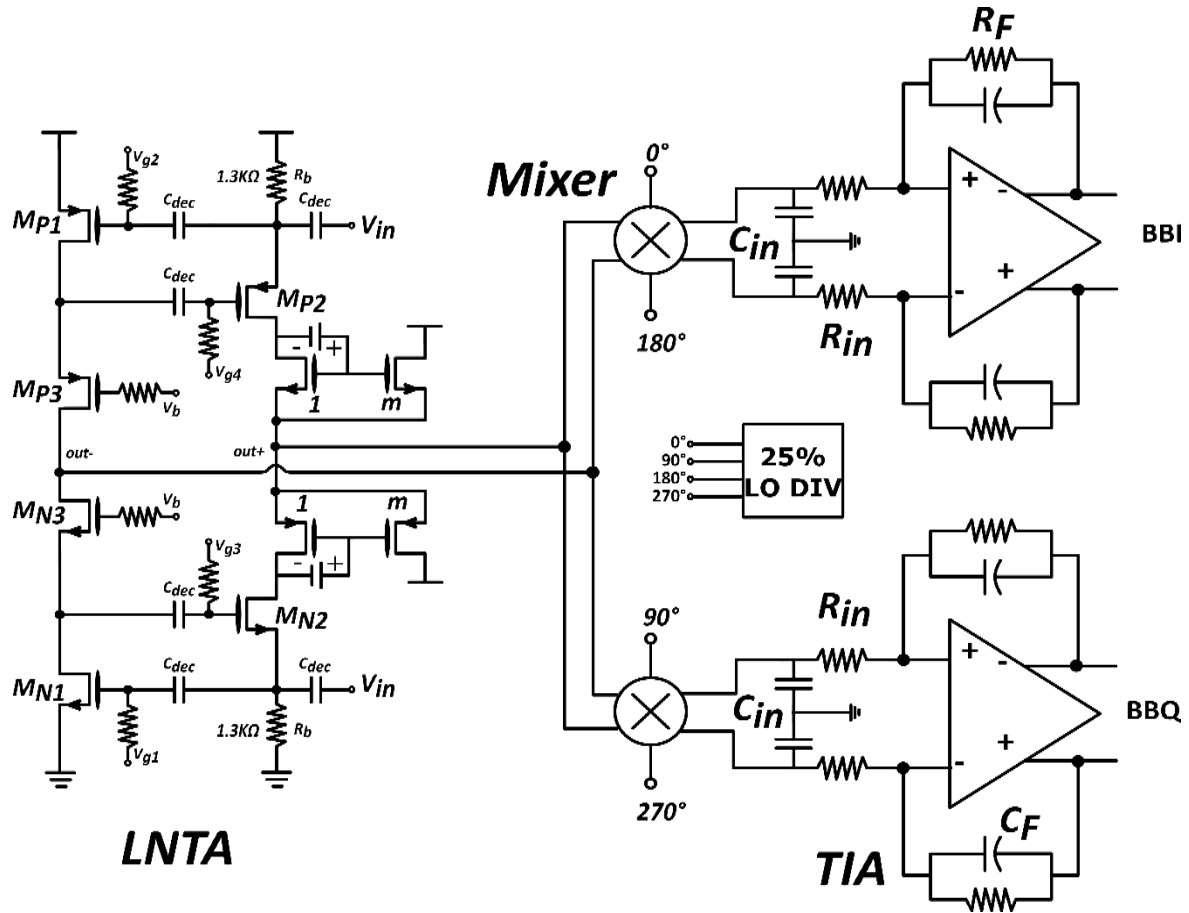 R_F
V_g2
1.3KΩ
R_b
C_dec
C_dec
V_in
M_P1
C_dec
M_P2
V_g4
- +
M_P3
V_b
1
m
out-
out+
M_N3
V_b
1
m
- +
V_g3
C_dec
M_N2
M_N1
C_dec
C_dec
V_in
V_g1
1.3KΩ
R_b
LNTA
Mixer
0°
180°
C_in
R_in
+ -
- +
BBI
0°
90°
180°
270°
25%
LO DIV
90°
270°
R_in
C_in
+ -
- +
BBQ
C_F
TIA